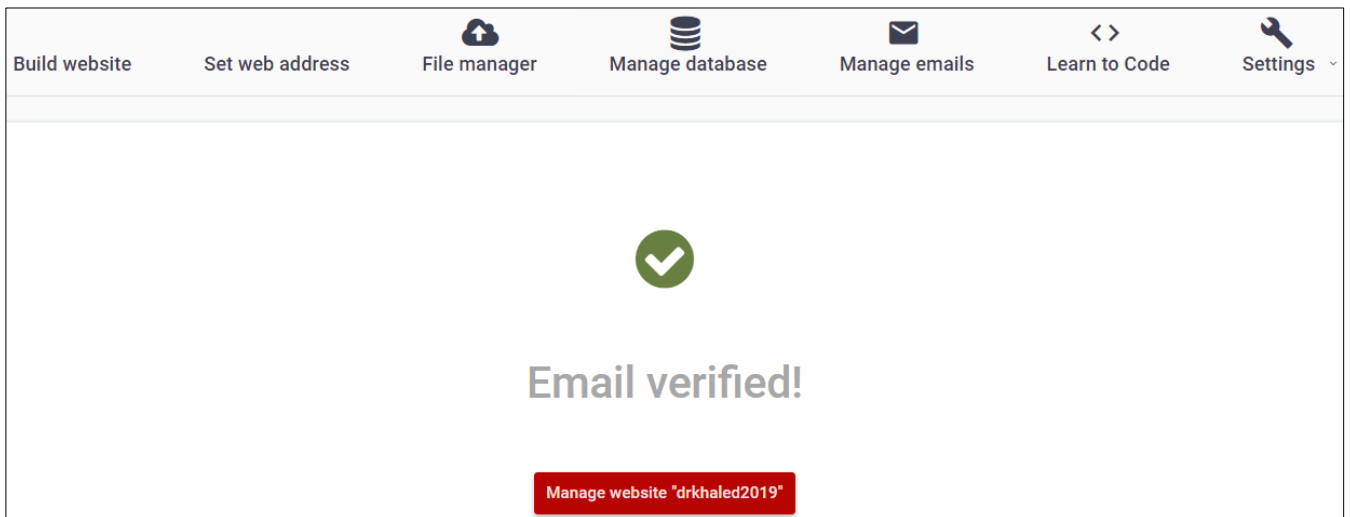 Build website Set web address File manager Manage database Manage emails Learn to Code Settings
Email verified!
Manage website "drkhaled2019"